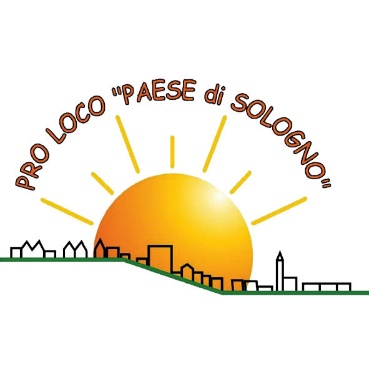 PRO LOCO "PAESE di SOLOGNO"